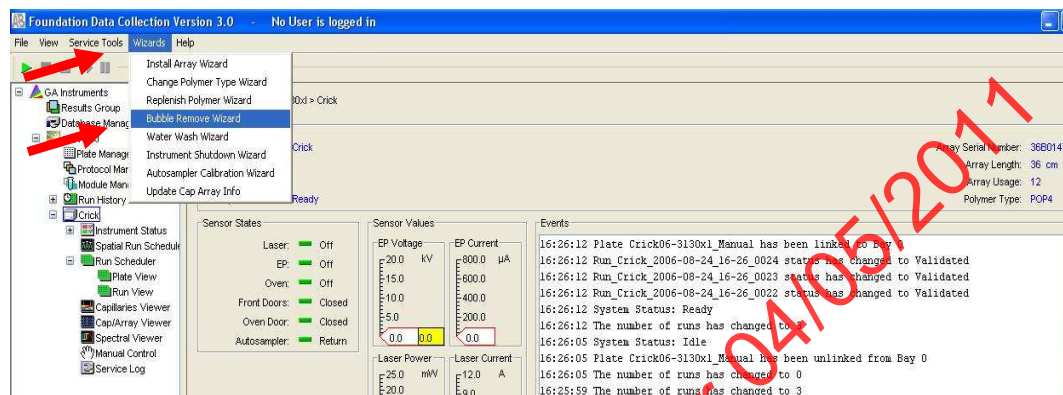 Foundation Data Collection Version 3.0 - No User is logged in
File View Service Tools Wizards Help
Install Array Wizard
Change Polymer Type Wizard
Replenish Polymer Wizard
Bubble Remove Wizard
Water Wash Wizard
Instrument Shutdown Wizard
Autosampler Calibration Wizard
Update Cap Array Info
GA Instruments
Results Group
Database Manag
Plate Manage
Protocol Mar
Module Man
Run History
Crick
Instrument Status
Spatial Run Schedule
Run Scheduler
Plate View
Run View
Capillaries Viewer
Cap/Array Viewer
Spectral Viewer
Manual Control
Service Log
30xl > Crick
Crick
Ready
Array Serial Number: 36B014
Array Length: 36 cm
Array Usage: 12
Polymer Type: POP4
Sensor States
Laser: Off
EP: Off
Oven: Off
Front Doors: Closed
Oven Door: Closed
Autosampler: Return
Sensor Values
EP Voltage
20.0 kV
15.0
10.0
5.0
0.0 0.0
EP Current
800.0 µA
600.0
400.0
200.0
0.0
Laser Power
25.0 mW
20.0
Laser Current
12.0 A
9.0
Events
16:26:12 Plate Crick06-3130xl_Manual has been linked to Bay 0
16:26:12 Run_Crick_2006-08-24_16-26_0024 status has changed to Validated
16:26:12 Run_Crick_2006-08-24_16-26_0023 status has changed to Validated
16:26:12 Run_Crick_2006-08-24_16-26_0022 status has changed to Validated
16:26:12 System Status: Ready
16:26:12 The number of runs has changed to
16:26:05 System Status: Idle
16:26:05 Plate Crick06-3130xl_Manual has been unlinked from Bay 0
16:26:05 The number of runs has changed to 0
16:25:59 The number of runs has changed to 3
04/05/2011